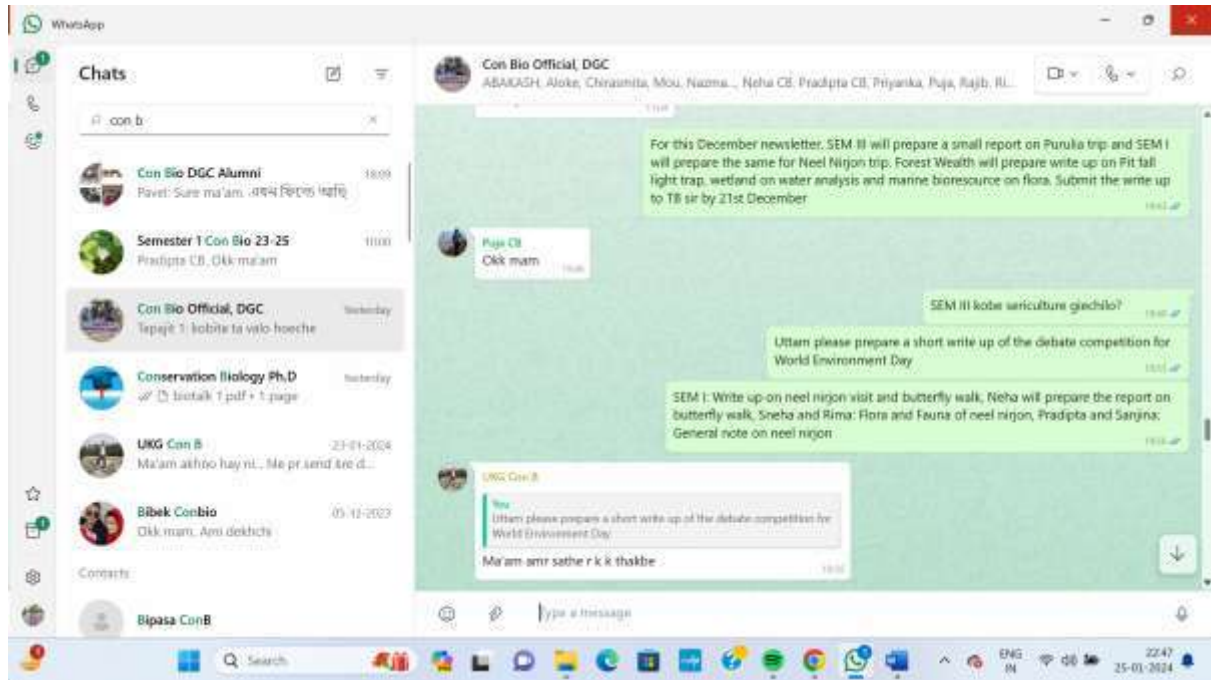 WhatsApp
Chats
con b
Con Bio DGC Alumni
18:09
Pavet: Sure ma'am.
Semester 1 Con Bio 23-25
Pradipta CB, Okk ma'am
Con Bio Official, DGC
Yesterday
Tapajit 1: kobita ta valo hoeche
Conservation Biology Ph.D
Yesterday
biotalk 1.pdf • 1 page
UKG Con B
23-01-2024
Ma'am akhno hay ni.. file pr send kre d...
Bibek Conbio
Okk mam. Ami dekhchi
Contacts
Bipasa ConB
Con Bio Official, DGC
ABAKASH, Aloke, Chirasmita, Mou, Nazma..., Neha CB, Pradipta CB, Priyanka, Puja, Rajib, Ri...
For this December newsletter, SEM III will prepare a small report on Purulia trip and SEM I
will prepare the same for Neel Nirjon trip. Forest Wealth will prepare write up on Pit fall
light trap, wetland on water analysis and marine bioresource on flora. Submit the write up
to TB sir by 21st December
Puja CB
Okk mam
SEM III kobe sericulture giechilo?
Uttam please prepare a short write up of the debate competition for
World Environment Day
SEM I: Write up on neel nirjon visit and butterfly walk, Neha will prepare the report on
butterfly walk, Sneha and Rima: Flora and Fauna of neel nirjon, Pradipta and Sanjina:
General note on neel nirjon
UKG Con B
You
Uttam please prepare a short write up of the debate competition for
World Environment Day
Ma'am amr sathe r k k thakbe
Type a message
Search
ENG
IN
22:47
25-01-2024